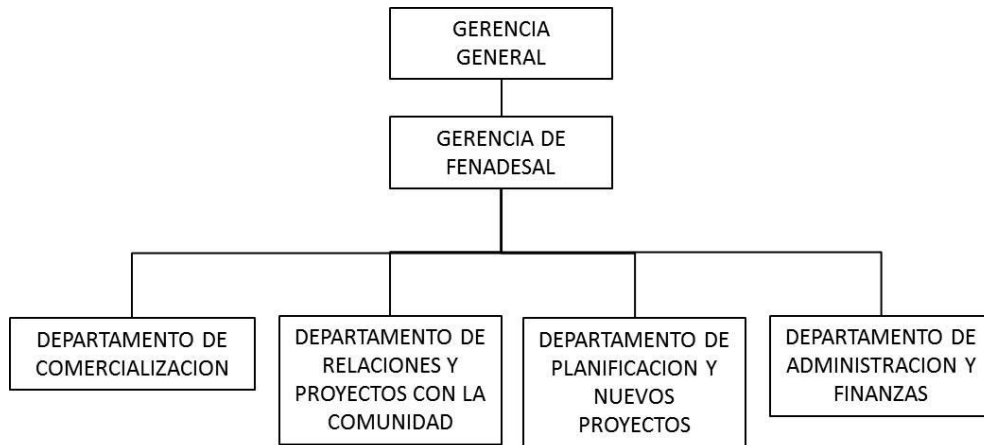 GERENCIA
GENERAL
GERENCIA DE
FENADESAL
DEPARTAMENTO DE
COMERCIALIZACION
DEPARTAMENTO DE
RELACIONES Y
PROYECTOS CON LA
COMUNIDAD
DEPARTAMENTO DE
PLANIFICACION Y
NUEVOS
PROYECTOS
DEPARTAMENTO DE
ADMINISTRACION Y
FINANZAS